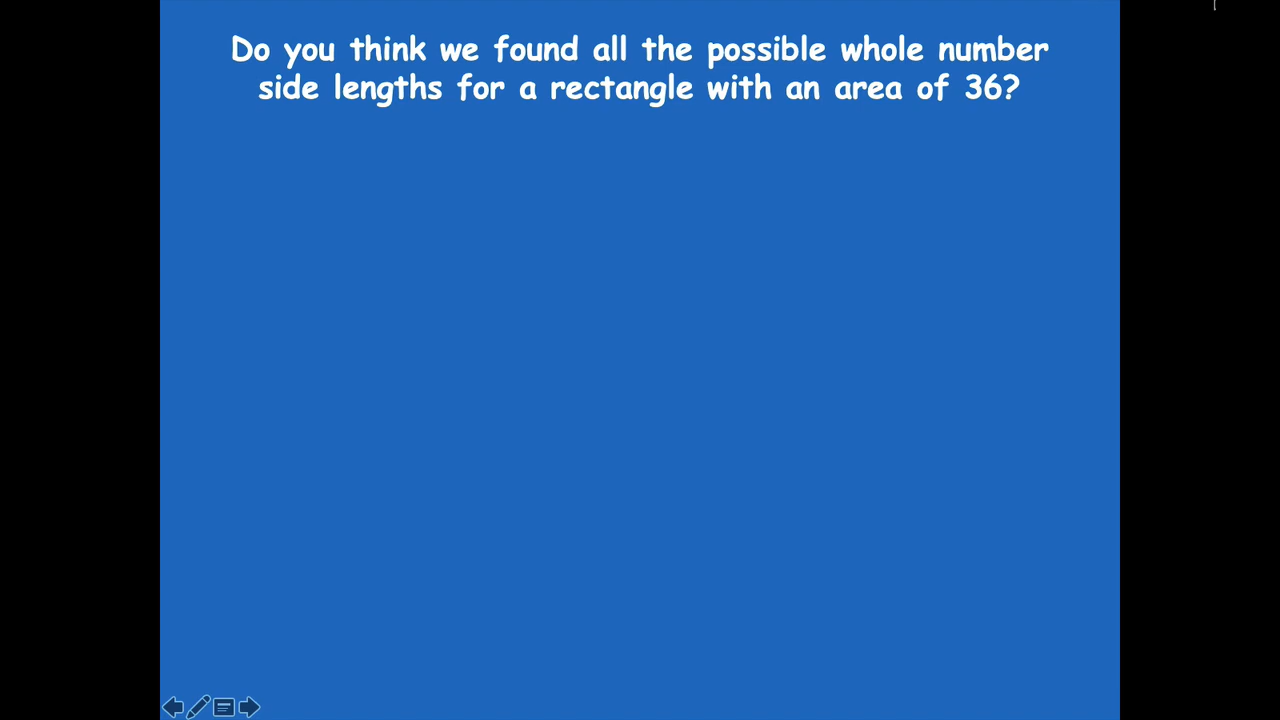 Do you think we found all the possible whole number
side lengths for a rectangle with an area of 36?